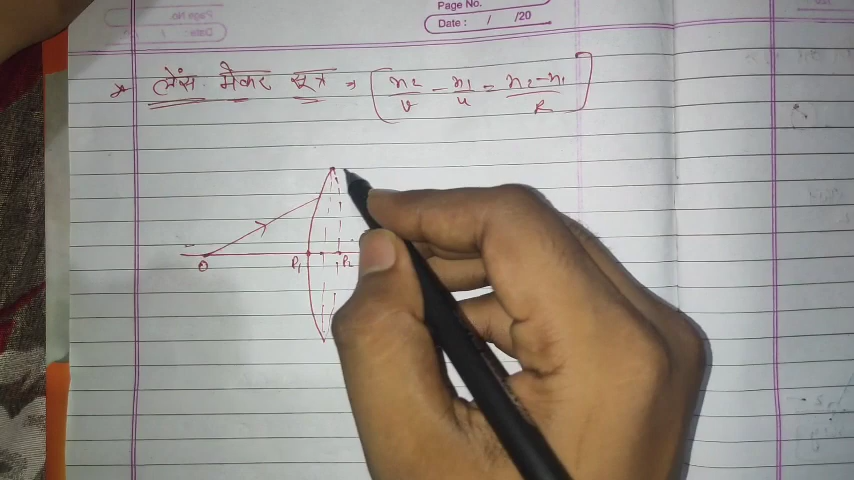 Page No.
Date : / /20
* लेंस मेकर सूत्र ⇒ [n2/v - n1/u = n2-n1/R]
O P1 P2